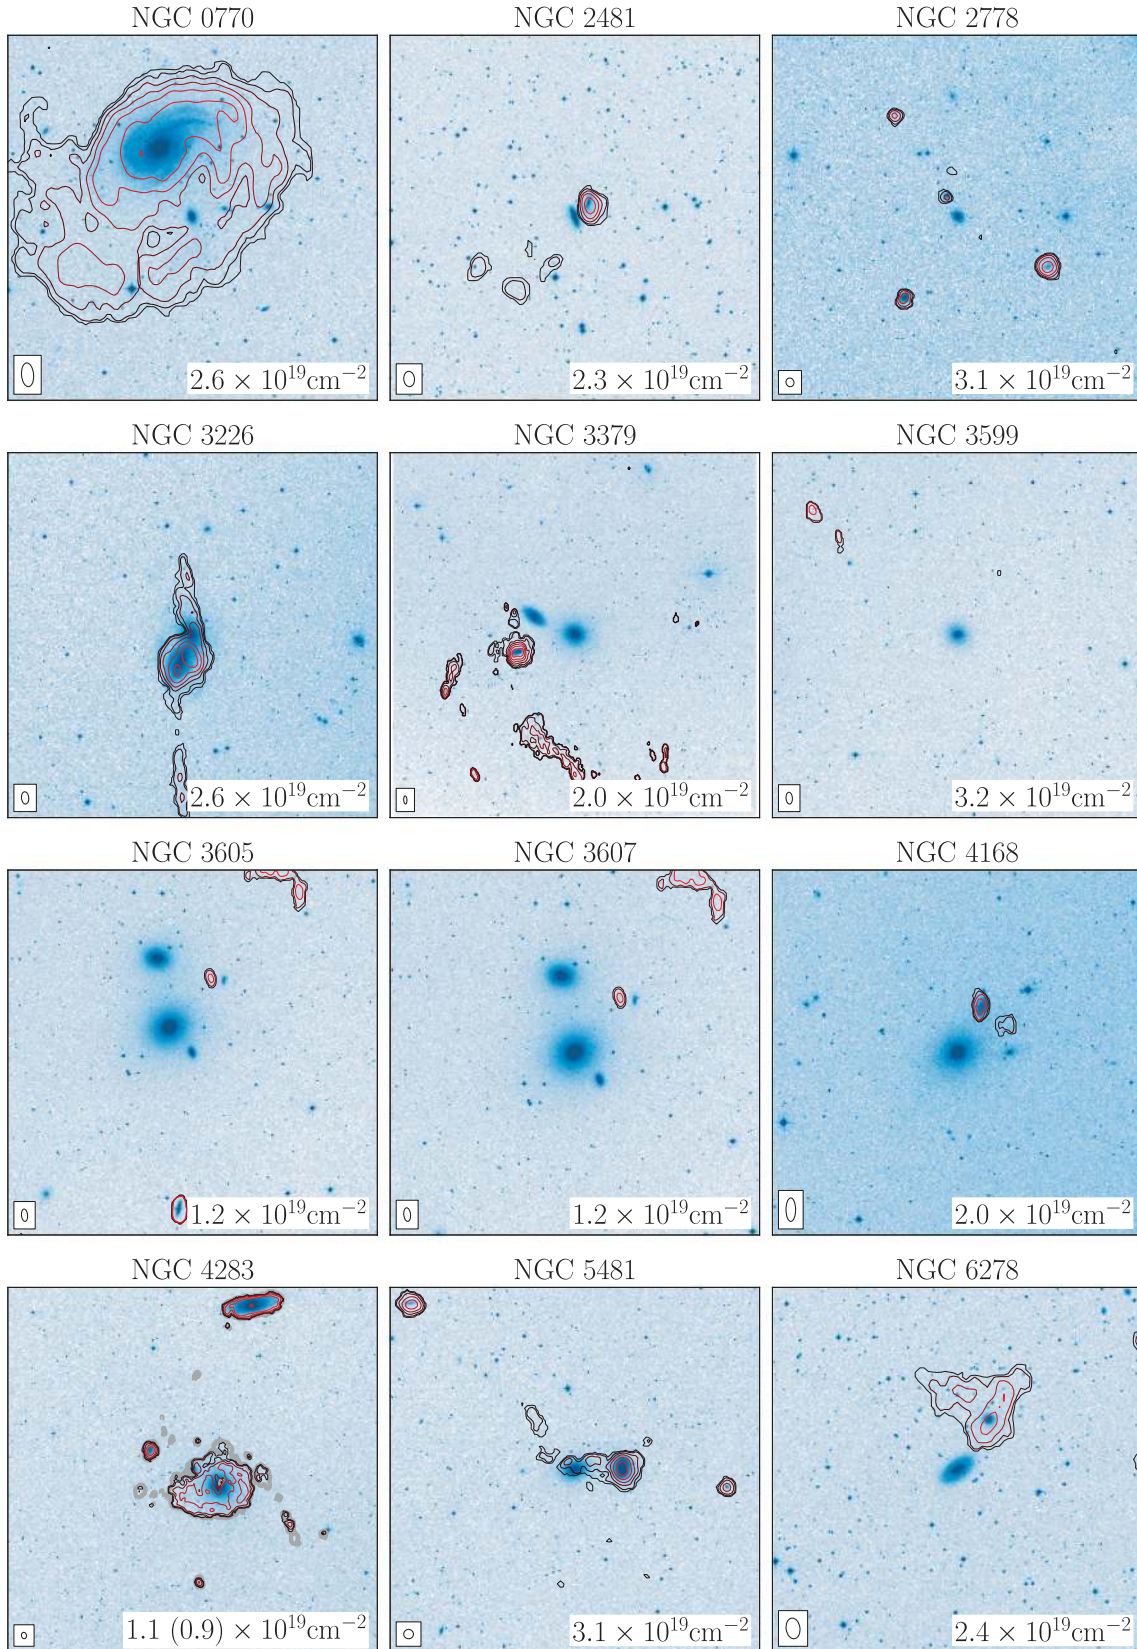 NGC 0770
NGC 2481
NGC 2778
2.6 × 10¹⁹cm⁻²
2.3 × 10¹⁹cm⁻²
3.1 × 10¹⁹cm⁻²
NGC 3226
NGC 3379
NGC 3599
2.6 × 10¹⁹cm⁻²
2.0 × 10¹⁹cm⁻²
3.2 × 10¹⁹cm⁻²
NGC 3605
NGC 3607
NGC 4168
1.2 × 10¹⁹cm⁻²
1.2 × 10¹⁹cm⁻²
2.0 × 10¹⁹cm⁻²
NGC 4283
NGC 5481
NGC 6278
1.1 (0.9) × 10¹⁹cm⁻²
3.1 × 10¹⁹cm⁻²
2.4 × 10¹⁹cm⁻²